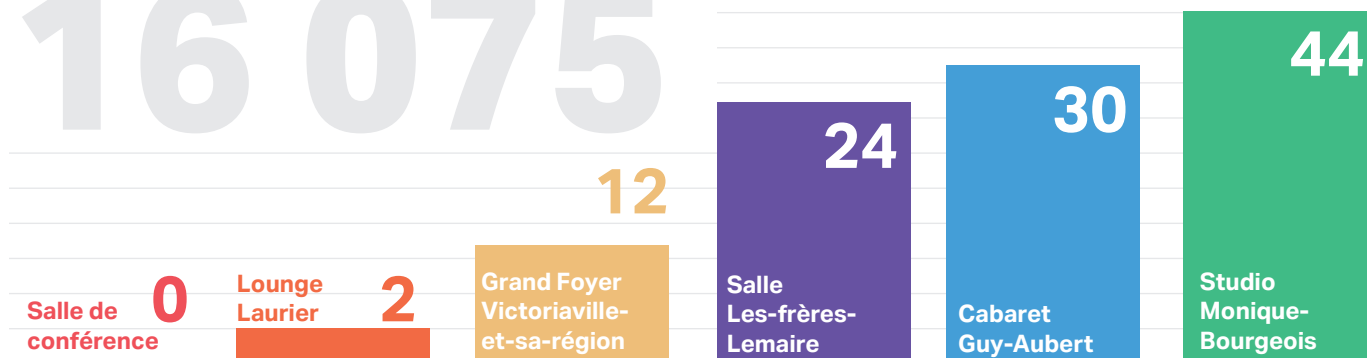 16 075
0
Salle de
conférence
2
Lounge
Laurier
12
Grand Foyer
Victoriaville-
et-sa-région
24
Salle
Les-frères-
Lemaire
30
Cabaret
Guy-Aubert
44
Studio
Monique-
Bourgeois